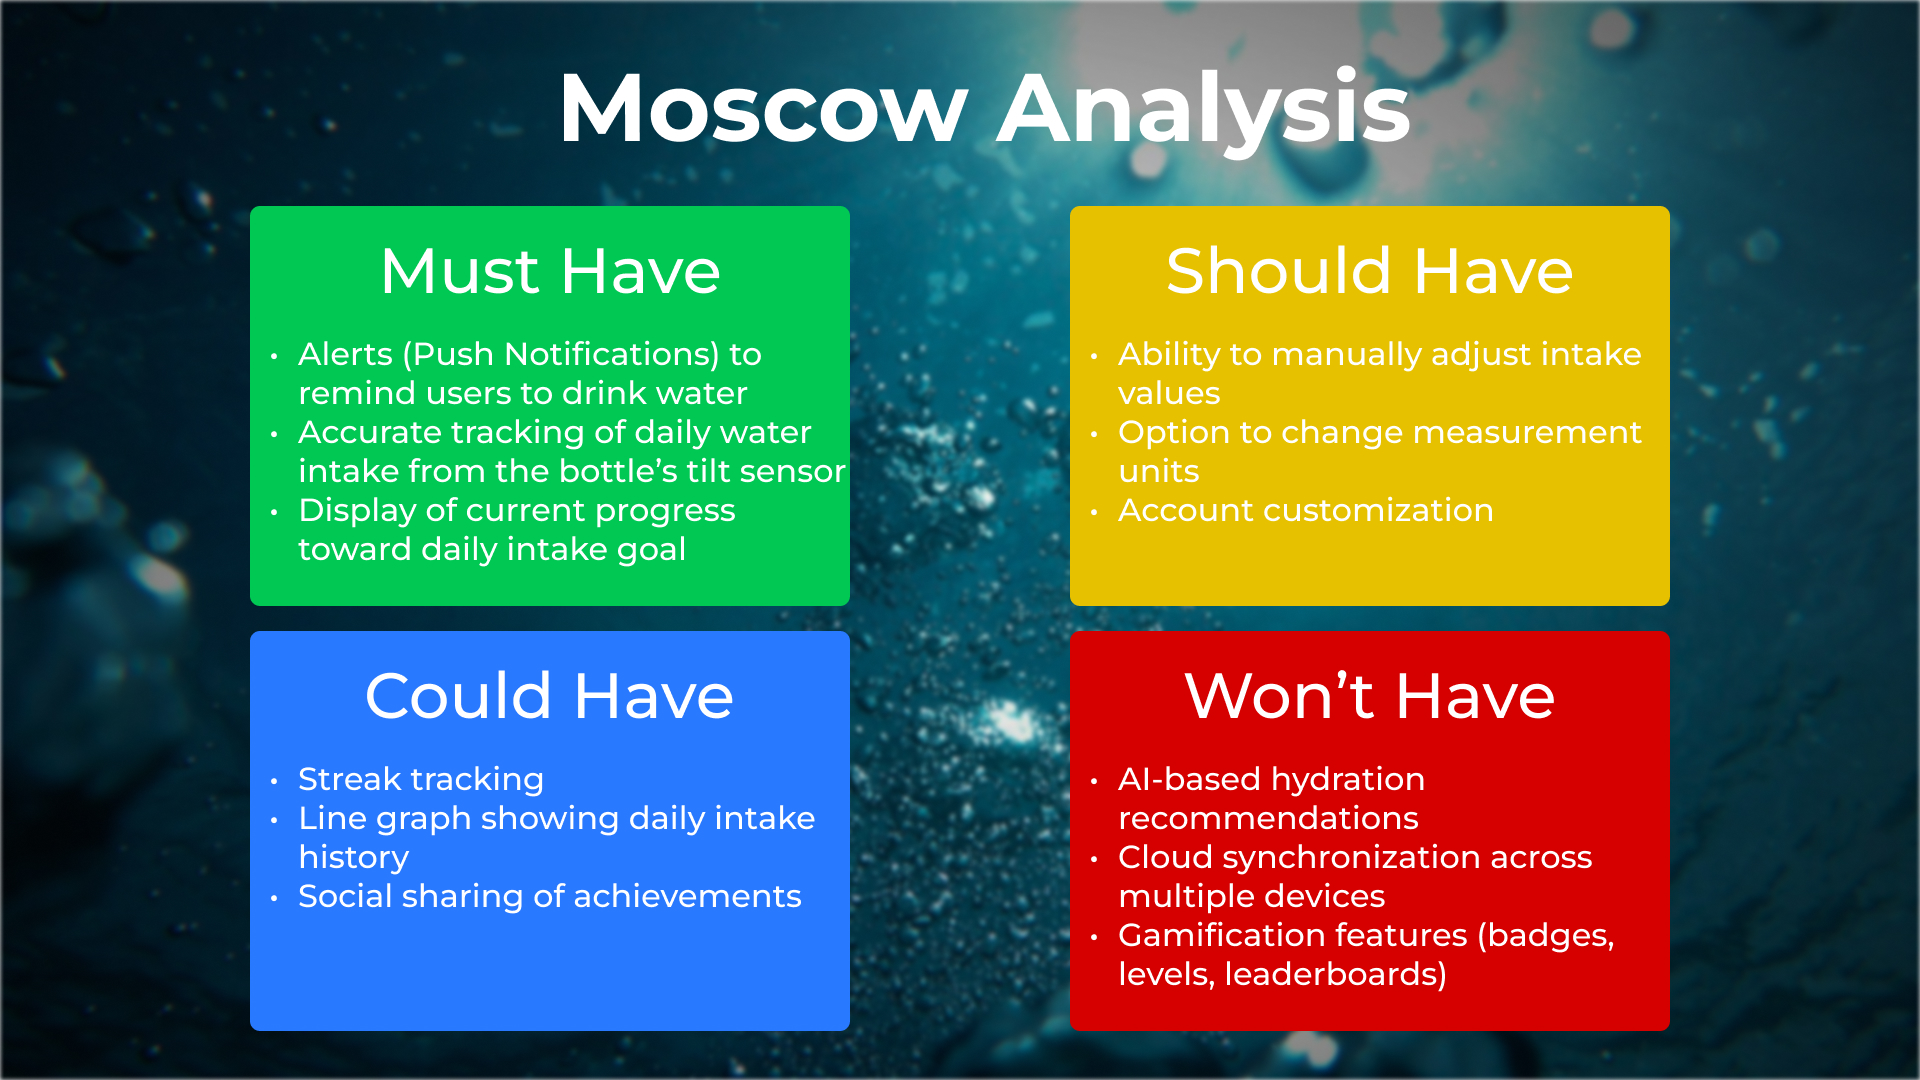 Moscow Analysis
Must Have
• Alerts (Push Notifications) to
remind users to drink water
• Accurate tracking of daily water
intake from the bottle’s tilt sensor
• Display of current progress
toward daily intake goal
Should Have
• Ability to manually adjust intake
values
• Option to change measurement
units
• Account customization
Could Have
• Streak tracking
• Line graph showing daily intake
history
• Social sharing of achievements
Won’t Have
• AI-based hydration
recommendations
• Cloud synchronization across
multiple devices
• Gamification features (badges,
levels, leaderboards)